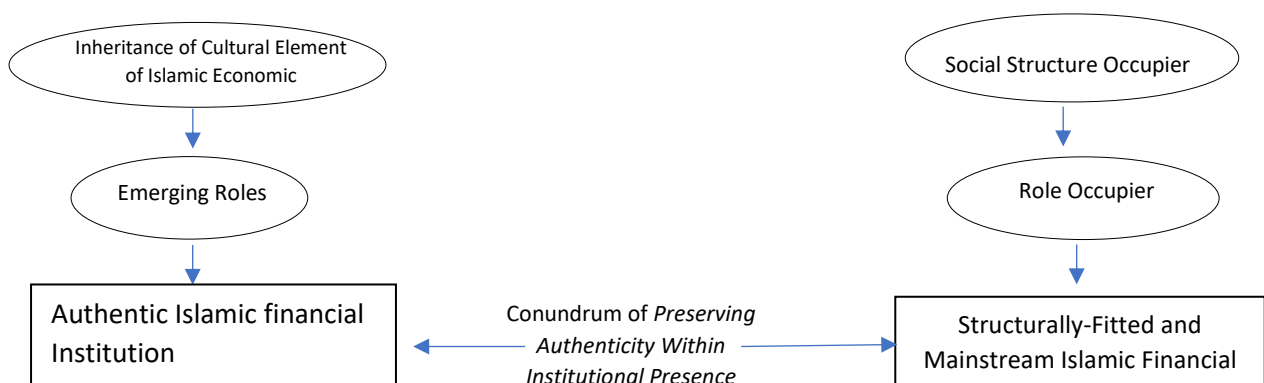 Inheritance of Cultural Element
of Islamic Economic
Social Structure Occupier
Emerging Roles
Role Occupier
Authentic Islamic financial
Institution
Conundrum of Preserving
Authenticity Within
Institutional Presence
Structurally-Fitted and
Mainstream Islamic Financial